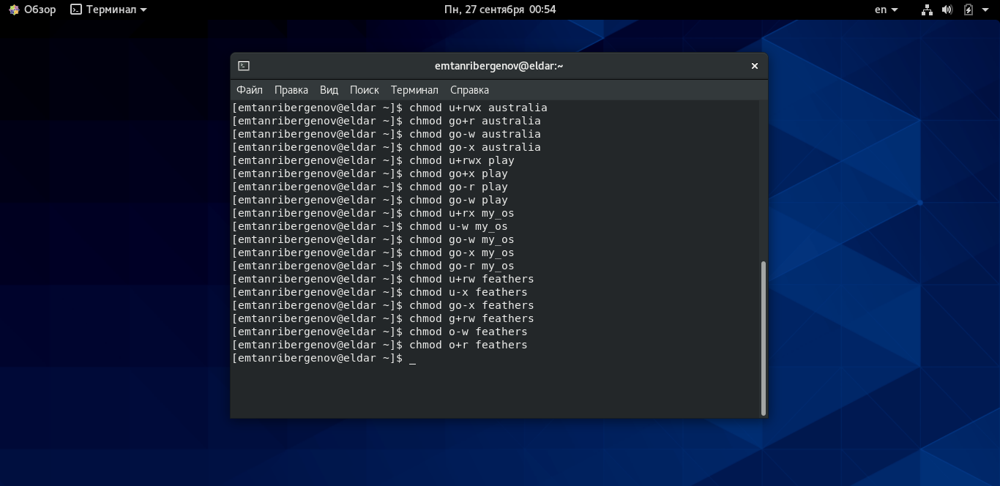 Обзор Терминал Пн, 27 сентября 00:54 en
emtanribergenov@eldar:~
Файл Правка Вид Поиск Терминал Справка
[emtanribergenov@eldar ~]$ chmod u+rwx australia
[emtanribergenov@eldar ~]$ chmod go+r australia
[emtanribergenov@eldar ~]$ chmod go-w australia
[emtanribergenov@eldar ~]$ chmod go-x australia
[emtanribergenov@eldar ~]$ chmod u+rwx play
[emtanribergenov@eldar ~]$ chmod go+x play
[emtanribergenov@eldar ~]$ chmod go-r play
[emtanribergenov@eldar ~]$ chmod go-w play
[emtanribergenov@eldar ~]$ chmod u+rx my_os
[emtanribergenov@eldar ~]$ chmod u-w my_os
[emtanribergenov@eldar ~]$ chmod go-w my_os
[emtanribergenov@eldar ~]$ chmod go-x my_os
[emtanribergenov@eldar ~]$ chmod go-r my_os
[emtanribergenov@eldar ~]$ chmod u+rw feathers
[emtanribergenov@eldar ~]$ chmod u-x feathers
[emtanribergenov@eldar ~]$ chmod go-x feathers
[emtanribergenov@eldar ~]$ chmod g+rw feathers
[emtanribergenov@eldar ~]$ chmod o-w feathers
[emtanribergenov@eldar ~]$ chmod o+r feathers
[emtanribergenov@eldar ~]$ _